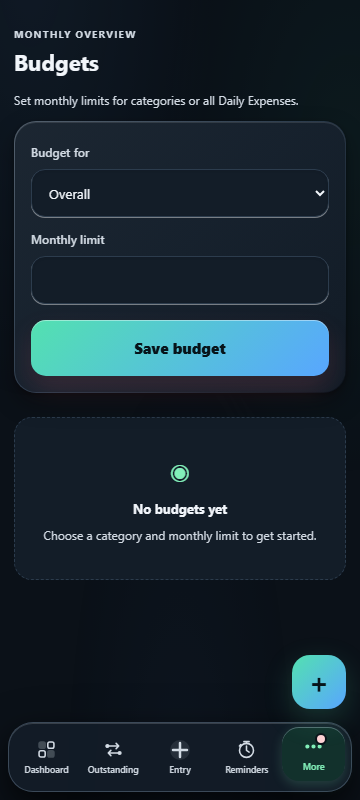 MONTHLY OVERVIEW
Budgets
Set monthly limits for categories or all Daily Expenses.
Budget for
Overall
Monthly limit
Save budget
No budgets yet
Choose a category and monthly limit to get started.
+
Dashboard Outstanding Entry Reminders More